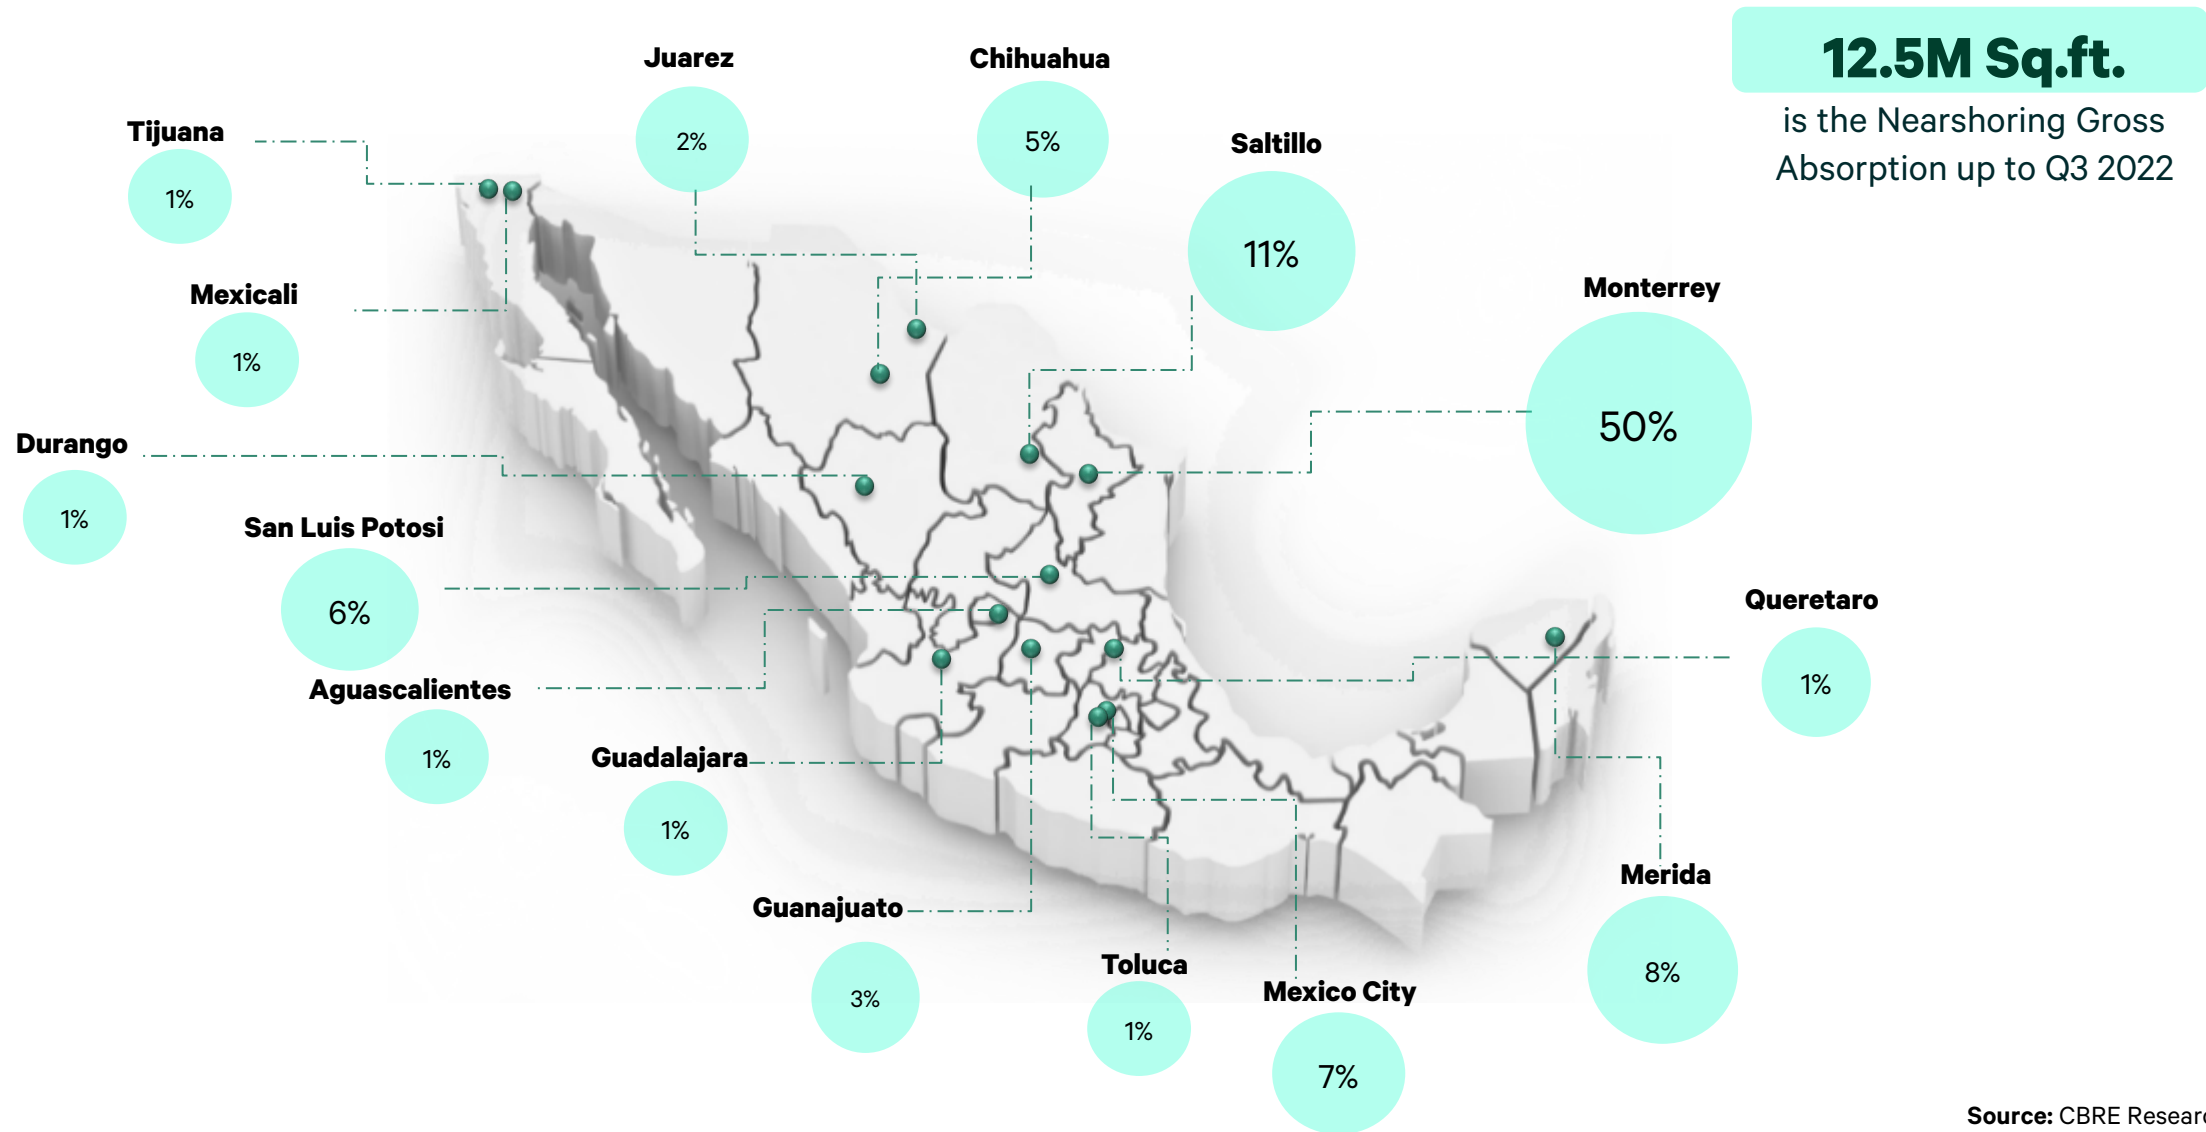 12.5M Sq.ft.
is the Nearshoring Gross
Absorption up to Q3 2022
Juarez
2%
Chihuahua
5%
Tijuana
1%
Saltillo
11%
Mexicali
1%
Monterrey
50%
Durango
1%
San Luis Potosi
6%
Queretaro
1%
Aguascalientes
1%
Guadalajara
1%
Guanajuato
3%
Toluca
1%
Mexico City
7%
Merida
8%
Source: CBRE Researc